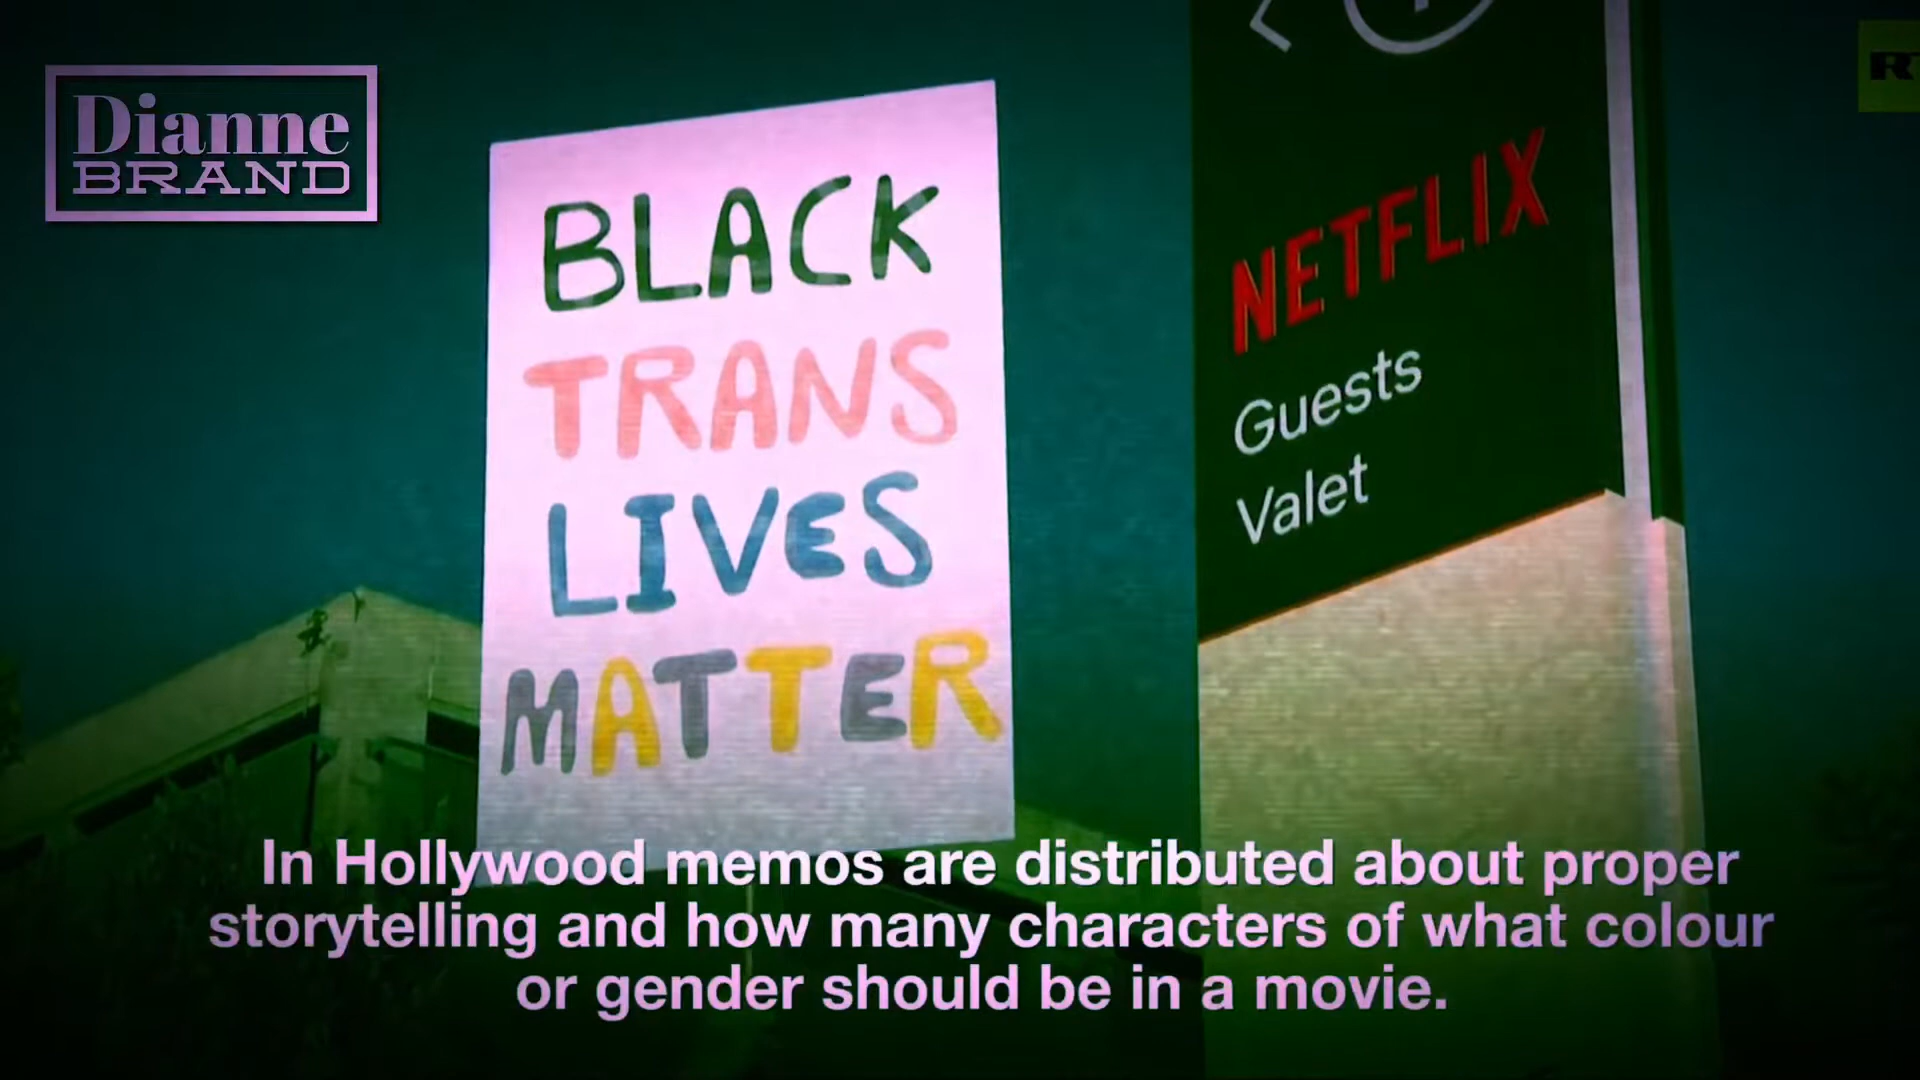 Dianne
BRAND
RT
BLACK
TRANS
LIVES
MATTER
NETFLIX
Guests
Valet
In Hollywood memos are distributed about proper
storytelling and how many characters of what colour
or gender should be in a movie.